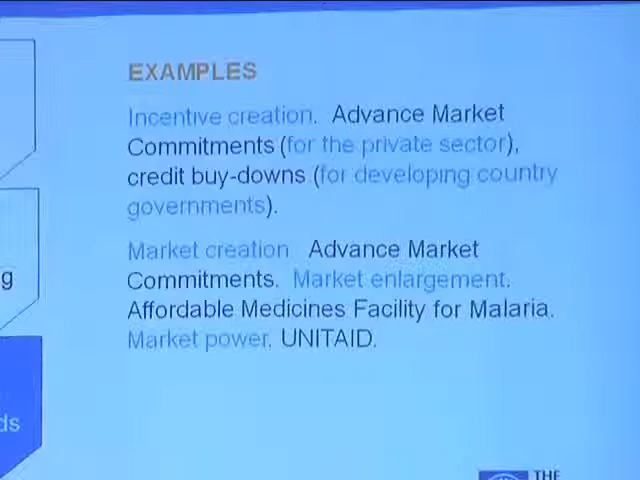 EXAMPLES
Incentive creation. Advance Market
Commitments (for the private sector),
credit buy-downs (for developing country
governments).
Market creation Advance Market
Commitments. Market enlargement.
Affordable Medicines Facility for Malaria.
Market power. UNITAID.
g
ds
THE